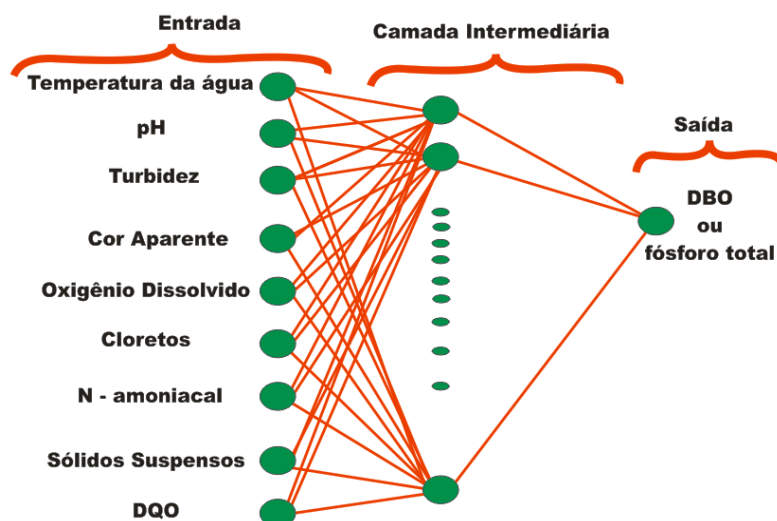 Entrada
Camada Intermediária
Saída
Temperatura da água
pH
Turbidez
Cor Aparente
Oxigênio Dissolvido
Cloretos
N - amoniacal
Sólidos Suspensos
DQO
DBO
ou
fósforo total